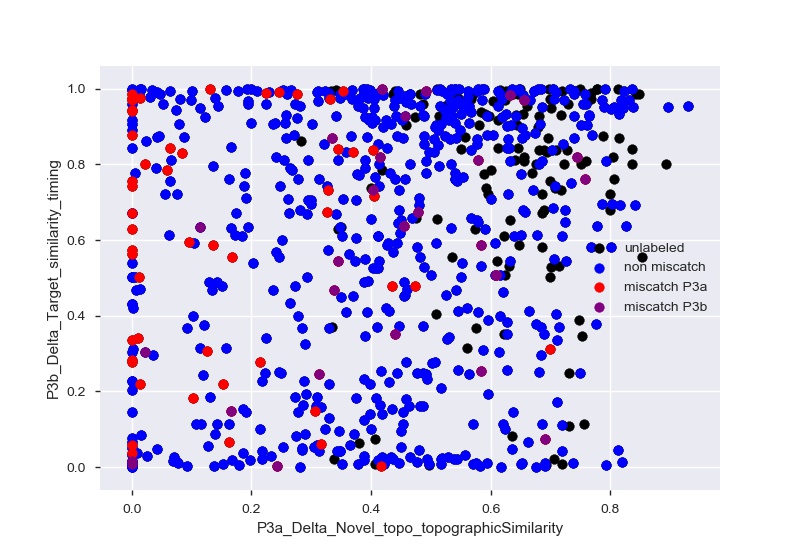 1.0
0.8
0.6
0.4
0.2
0.0
P3b_Delta_Target_similarity_timing
unlabeled
non miscatch
miscatch P3a
miscatch P3b
0.0 0.2 0.4 0.6 0.8
P3a_Delta_Novel_topo_topographicSimilarity